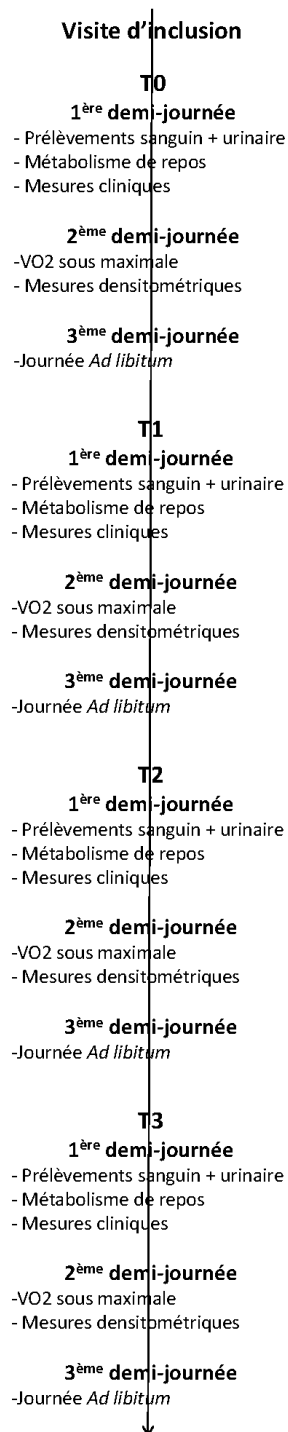 Visite d'inclusion
T0
1ère demi-journée
- Prélèvements sanguin + urinaire
- Métabolisme de repos
- Mesures cliniques
2ème demi-journée
-VO2 sous maximale
- Mesures densitométriques
3ème demi-journée
-Journée Ad libitum
T1
1ère demi-journée
- Prélèvements sanguin + urinaire
- Métabolisme de repos
- Mesures cliniques
2ème demi-journée
-VO2 sous maximale
- Mesures densitométriques
3ème demi-journée
-Journée Ad libitum
T2
1ère demi-journée
- Prélèvements sanguin + urinaire
- Métabolisme de repos
- Mesures cliniques
2ème demi-journée
-VO2 sous maximale
- Mesures densitométriques
3ème demi-journée
-Journée Ad libitum
T3
1ère demi-journée
- Prélèvements sanguin + urinaire
- Métabolisme de repos
- Mesures cliniques
2ème demi-journée
-VO2 sous maximale
- Mesures densitométriques
3ème demi-journée
-Journée Ad libitum